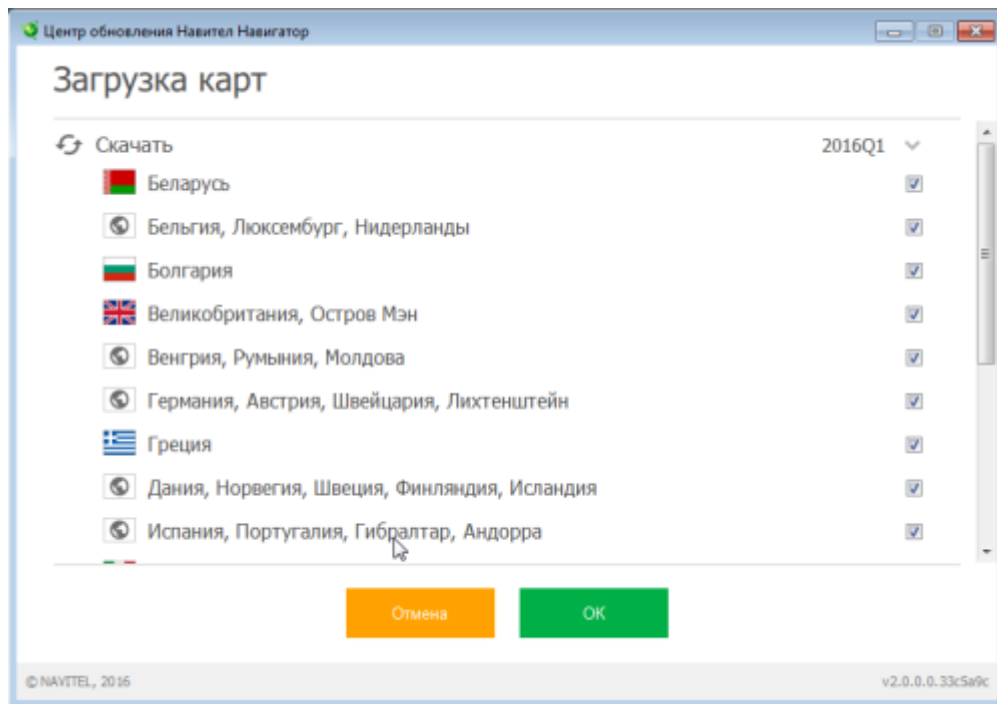 Центр обновления Навител Навигатор
Загрузка карт
Скачать 2016Q1
Беларусь
Бельгия, Люксембург, Нидерланды
Болгария
Великобритания, Остров Мэн
Венгрия, Румыния, Молдова
Германия, Австрия, Швейцария, Лихтенштейн
Греция
Дания, Норвегия, Швеция, Финляндия, Исландия
Испания, Португалия, Гибралтар, Андорра
Отмена OK
© NAVITEL, 2016 v2.0.0.0.33c5a9c